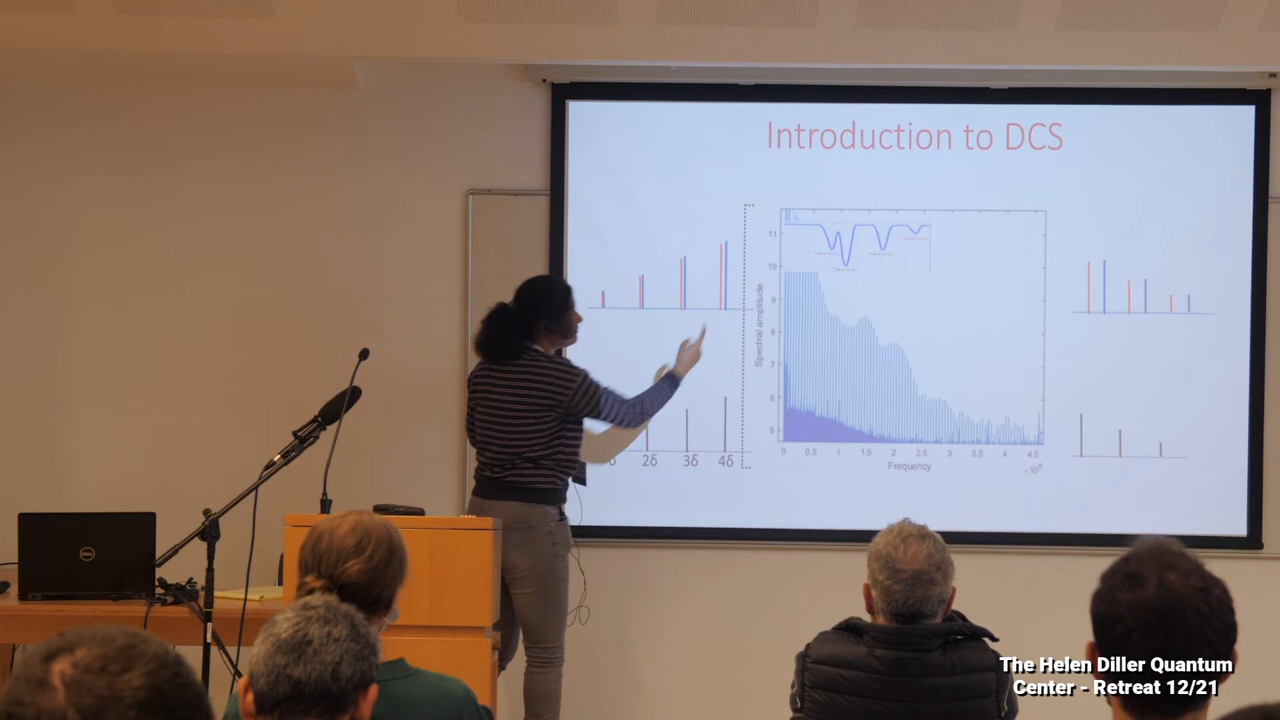 Introduction to DCS
11
10
9
8
7
6
5
Spectral amplitude
0 0.5 1 1.5 2 2.5 3 3.5 4 4.5
Frequency
×10⁶
2δ 3δ 4δ
DELL
The Helen Diller Quantum
Center - Retreat 12/21